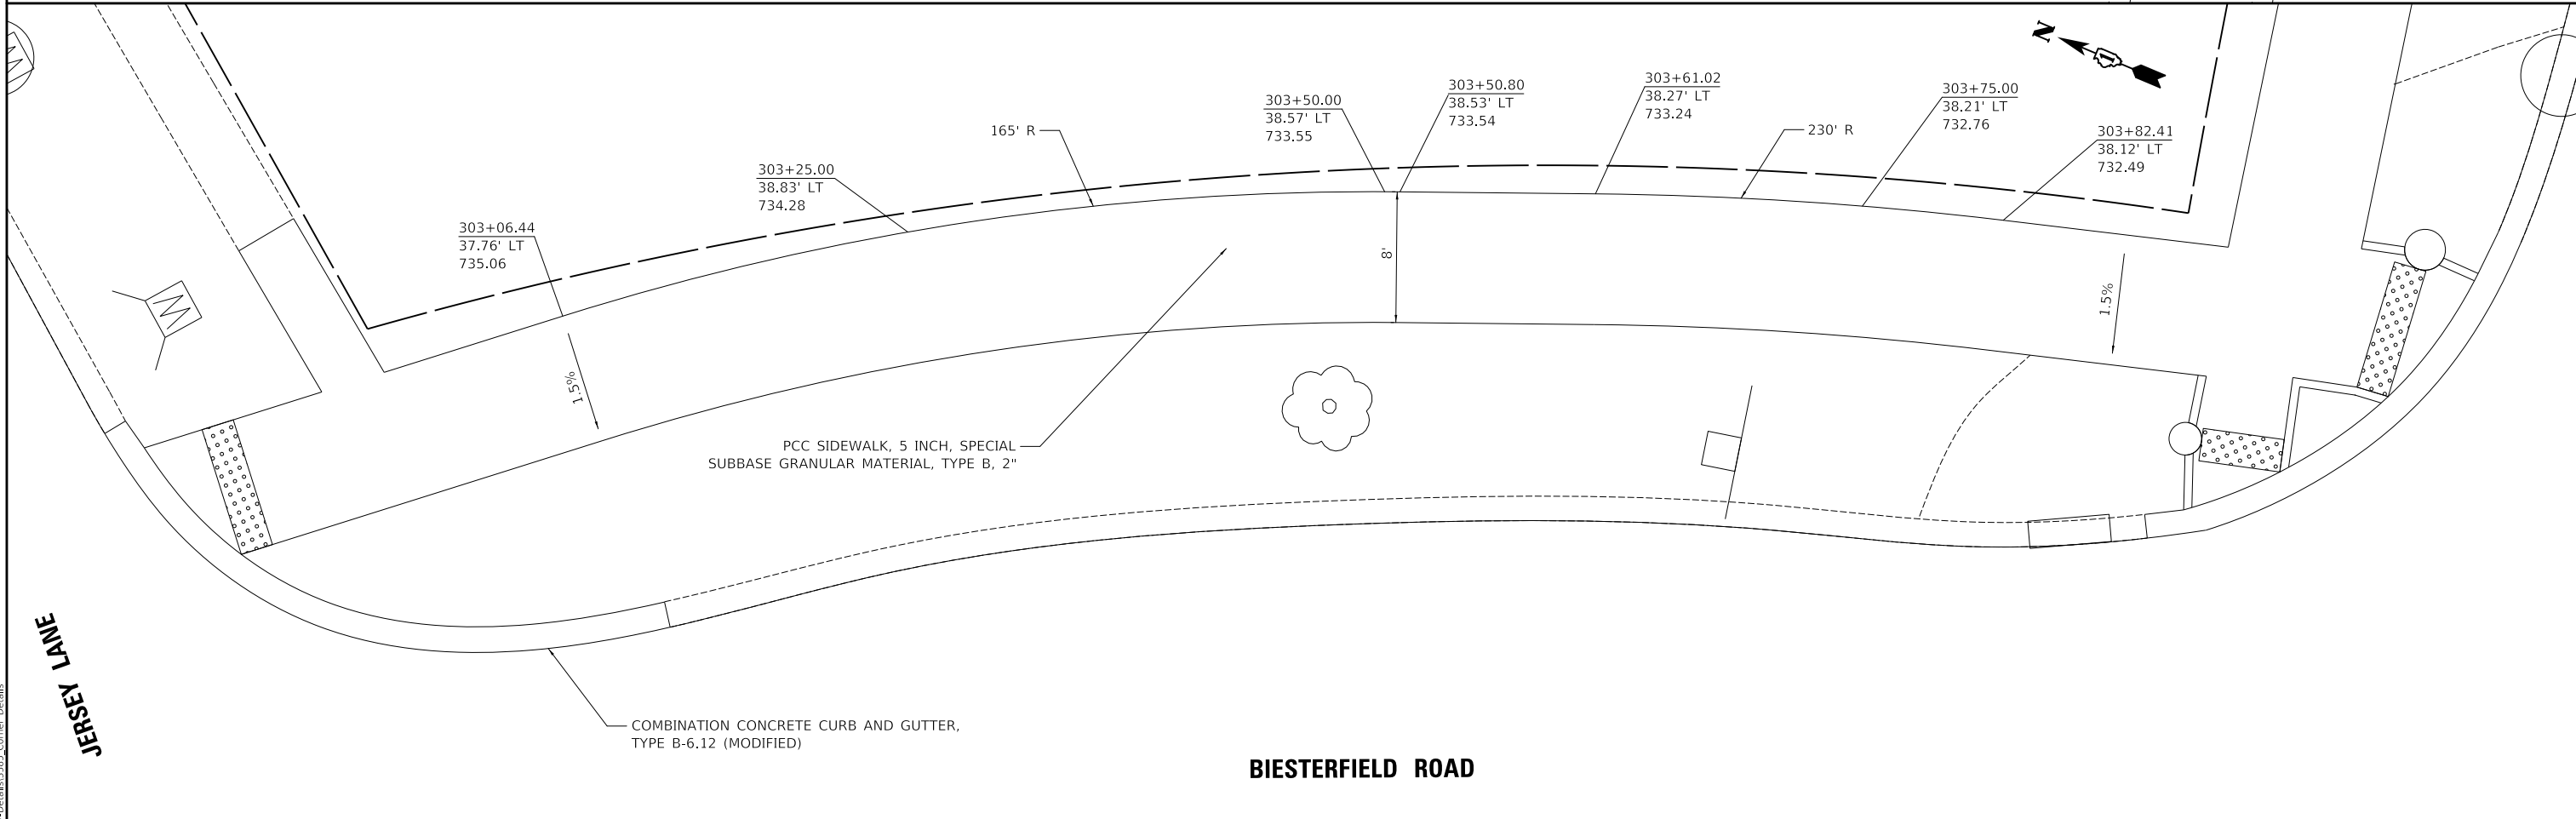 N
1
303+50.80
38.53' LT
733.54
303+61.02
38.27' LT
733.24
303+75.00
38.21' LT
732.76
303+50.00
38.57' LT
733.55
165' R
230' R
303+82.41
38.12' LT
732.49
303+25.00
38.83' LT
734.28
303+06.44
37.76' LT
735.06
8'
1.5%
1.5%
PCC SIDEWALK, 5 INCH, SPECIAL
SUBBASE GRANULAR MATERIAL, TYPE B, 2"
COMBINATION CONCRETE CURB AND GUTTER,
TYPE B-6.12 (MODIFIED)
JERSEY LANE
BIESTERFIELD ROAD